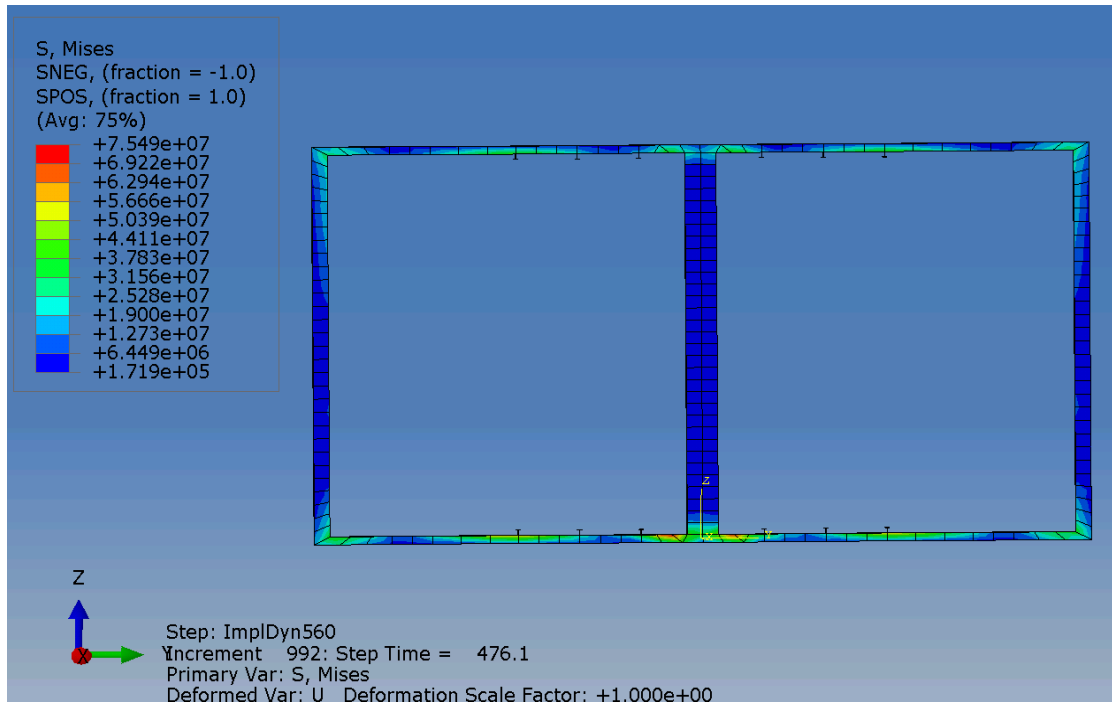 S, Mises
SNEG, (fraction = -1.0)
SPOS, (fraction = 1.0)
(Avg: 75%)
+7.549e+07
+6.922e+07
+6.294e+07
+5.666e+07
+5.039e+07
+4.411e+07
+3.783e+07
+3.156e+07
+2.528e+07
+1.900e+07
+1.273e+07
+6.449e+06
+1.719e+05
Z
X
Y
Z
X
Y
Step: ImplDyn560
Increment 992: Step Time = 476.1
Primary Var: S, Mises
Deformed Var: U Deformation Scale Factor: +1.000e+00